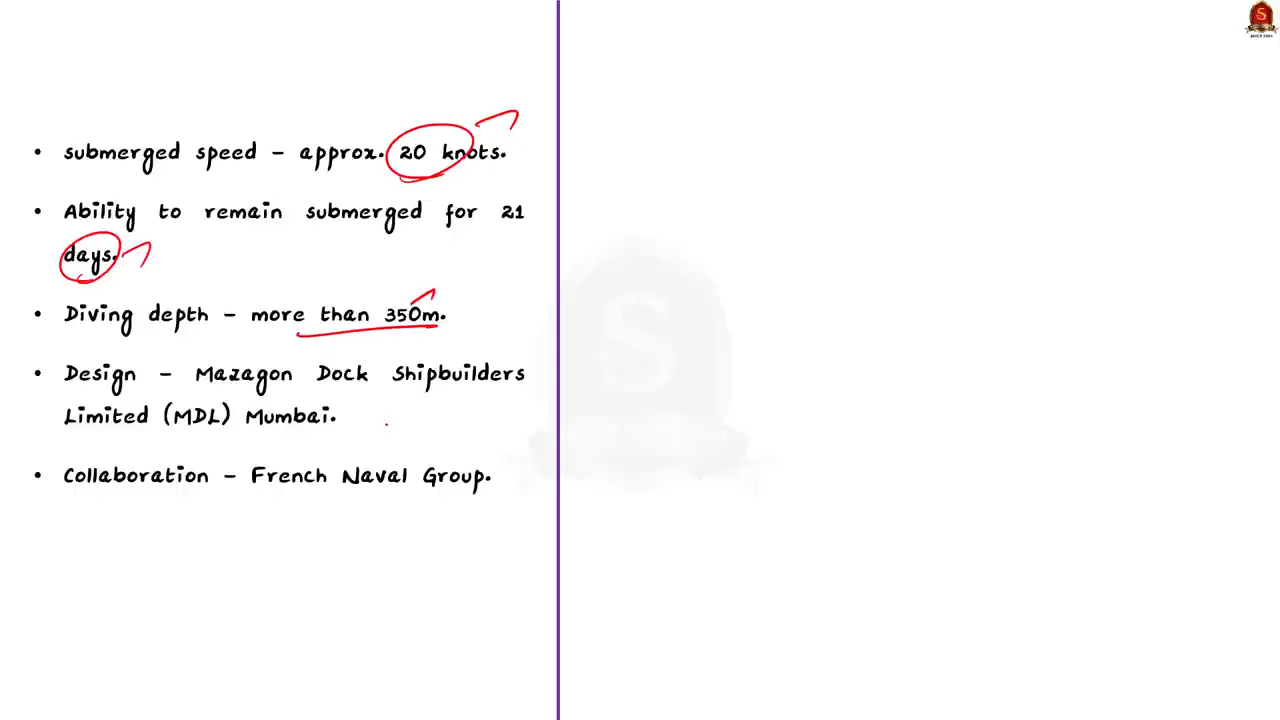 • submerged speed – approx. 20 knots.
• Ability to remain submerged for 21
days.
• Diving depth – more than 350m.
• Design – Mazagon Dock Shipbuilders
Limited (MDL) Mumbai.
• Collaboration – French Naval Group.
S
S